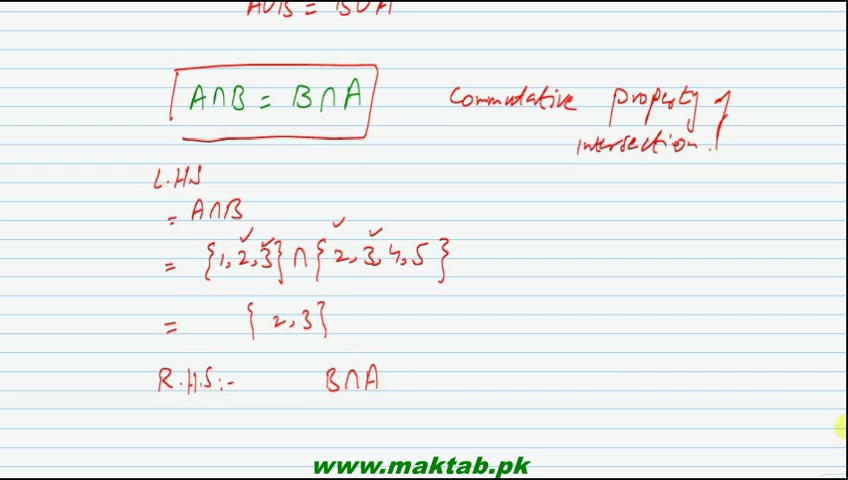 A∪B = B∪A
A∩B = B∩A
Commutative property of
intersection.
L.H.S
= A∩B
= {1, 2, 3} ∩ {2, 3, 4, 5}
= {2, 3}
R.H.S:- B∩A
www.maktab.pk